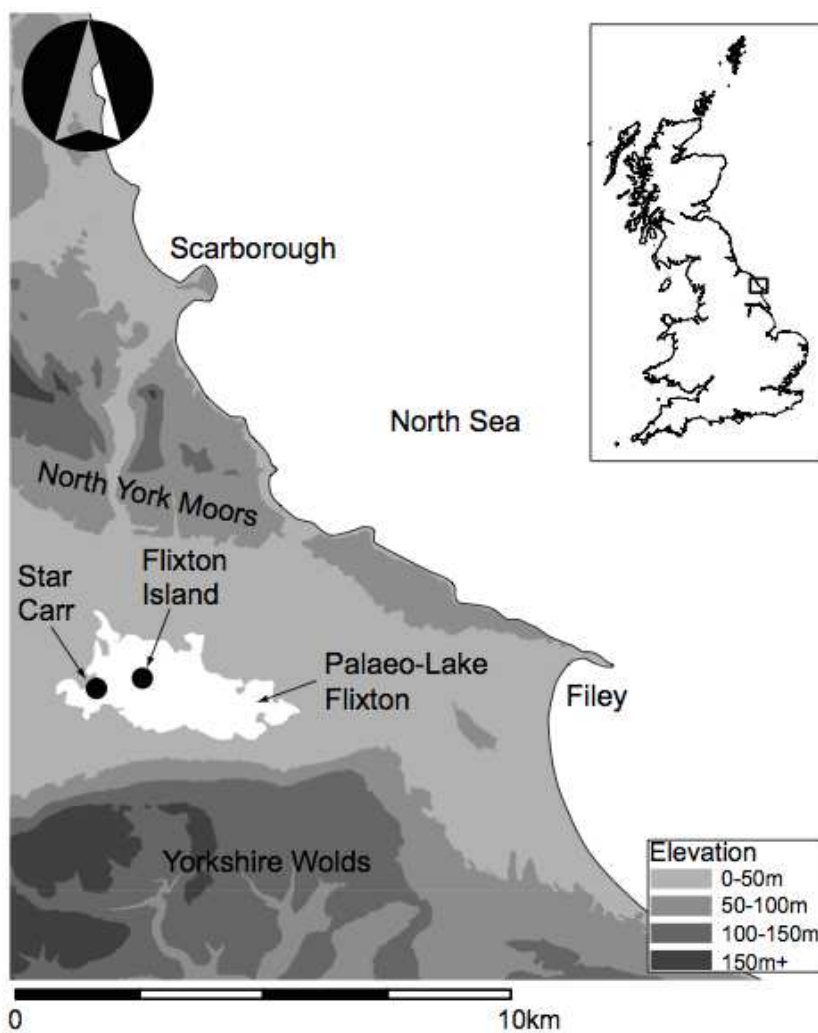 Scarborough
North Sea
North York Moors
Flixton
Island
Star
Carr
Palaeo-Lake
Flixton
Filey
Yorkshire Wolds
Elevation
0-50m
50-100m
100-150m
150m+
0
10km